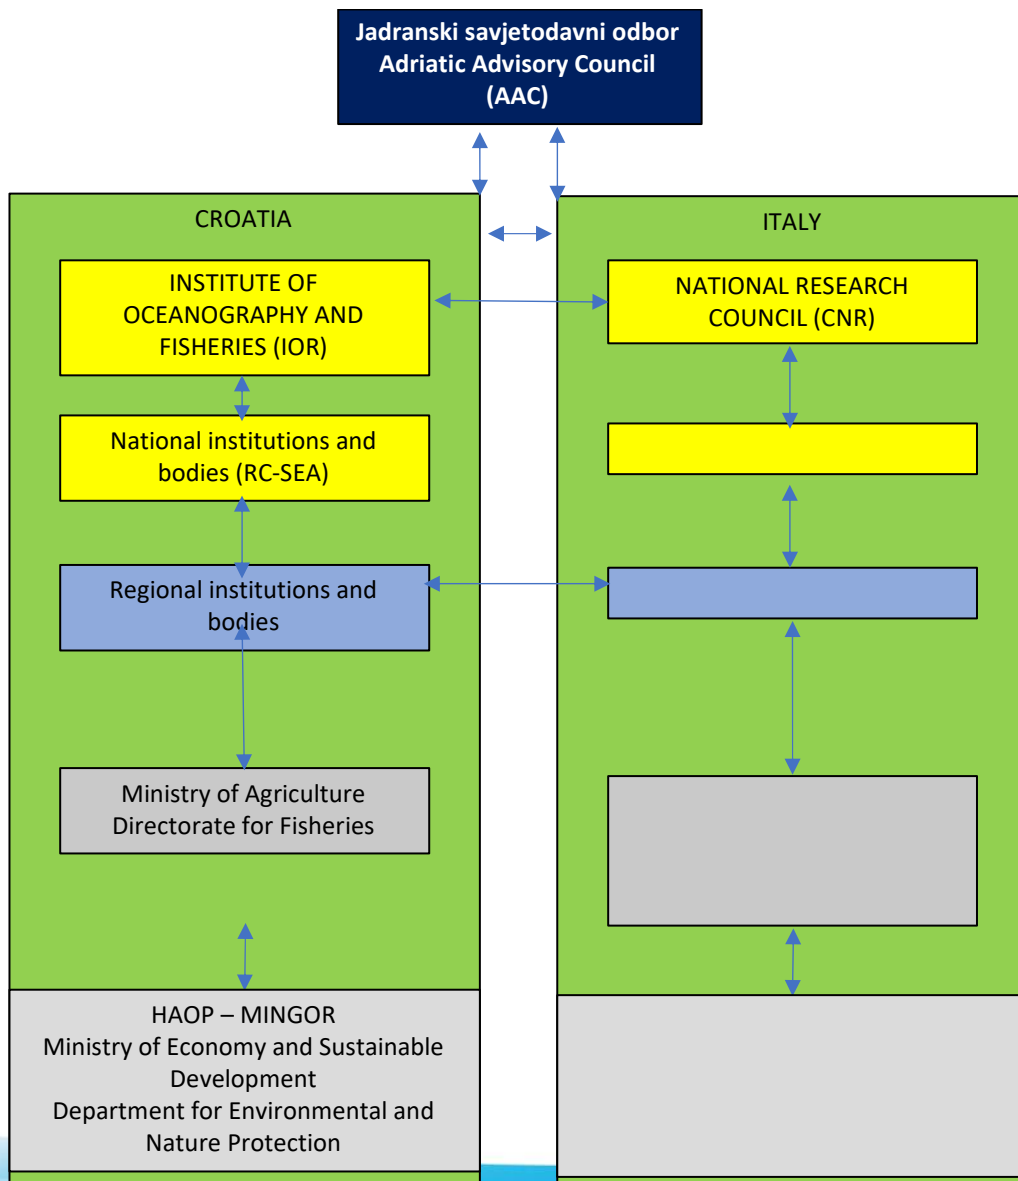 Jadranski savjetodavni odbor
Adriatic Advisory Council
(AAC)
CROATIA
INSTITUTE OF
OCEANOGRAPHY AND
FISHERIES (IOR)
National institutions and
bodies (RC-SEA)
Regional institutions and
bodies
Ministry of Agriculture
Directorate for Fisheries
HAOP – MINGOR
Ministry of Economy and Sustainable
Development
Department for Environmental and
Nature Protection
ITALY
NATIONAL RESEARCH
COUNCIL (CNR)